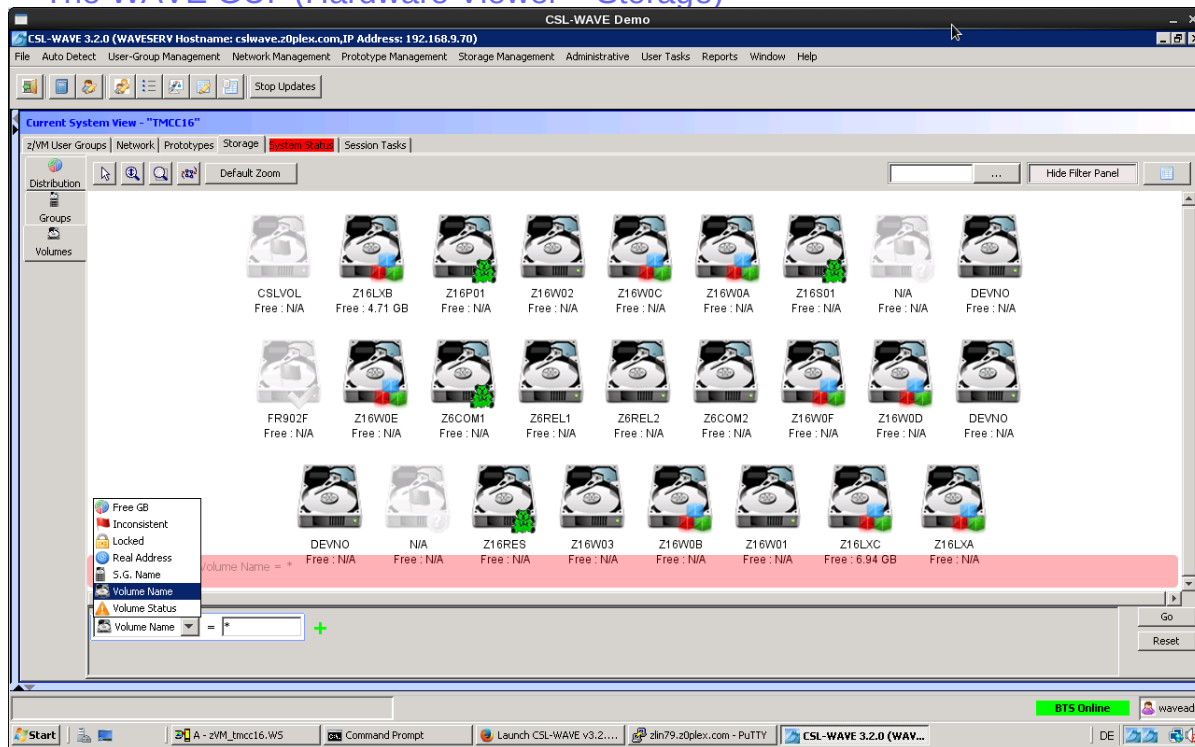 The WAVE GUI (Hardware Viewer - Storage)
CSL-WAVE Demo
CSL-WAVE 3.2.0 (WAVESERV Hostname: cslwave.z0plex.com,IP Address: 192.168.9.70)
File Auto Detect User-Group Management Network Management Prototype Management Storage Management Administrative User Tasks Reports Window Help
Stop Updates
Current System View - "TMCC16"
z/VM User Groups Network Prototypes Storage System Status Session Tasks
Distribution
Groups
Volumes
Default Zoom
...
Hide Filter Panel
CSLVOL Z16LXB Z16P01 Z16W02 Z16W0C Z16W0A Z16S01 N/A DEVNO
Free : N/A Free : 4.71 GB Free : N/A Free : N/A Free : N/A Free : N/A Free : N/A Free : N/A Free : N/A
FR902F Z16W0E Z6COM1 Z6REL1 Z6REL2 Z6COM2 Z16W0F Z16W0D DEVNO
Free : N/A Free : N/A Free : N/A Free : N/A Free : N/A Free : N/A Free : N/A Free : N/A Free : N/A
DEVNO N/A Z16RES Z16W03 Z16W0B Z16W01 Z16LXC Z16LXA
Free : N/A Free : N/A Free : N/A Free : N/A Free : N/A Free : N/A Free : 6.94 GB Free : N/A
Volume Name = *
Free GB
Inconsistent
Locked
Real Address
S.G. Name
Volume Name
Volume Status
Volume Name = *
Go
Reset
BTS Online
wavead
Start A - zVM_tmcc16.WS Command Prompt Launch CSL-WAVE v3.2.... zlin79.z0plex.com - PuTTY CSL-WAVE 3.2.0 (WAV... DE